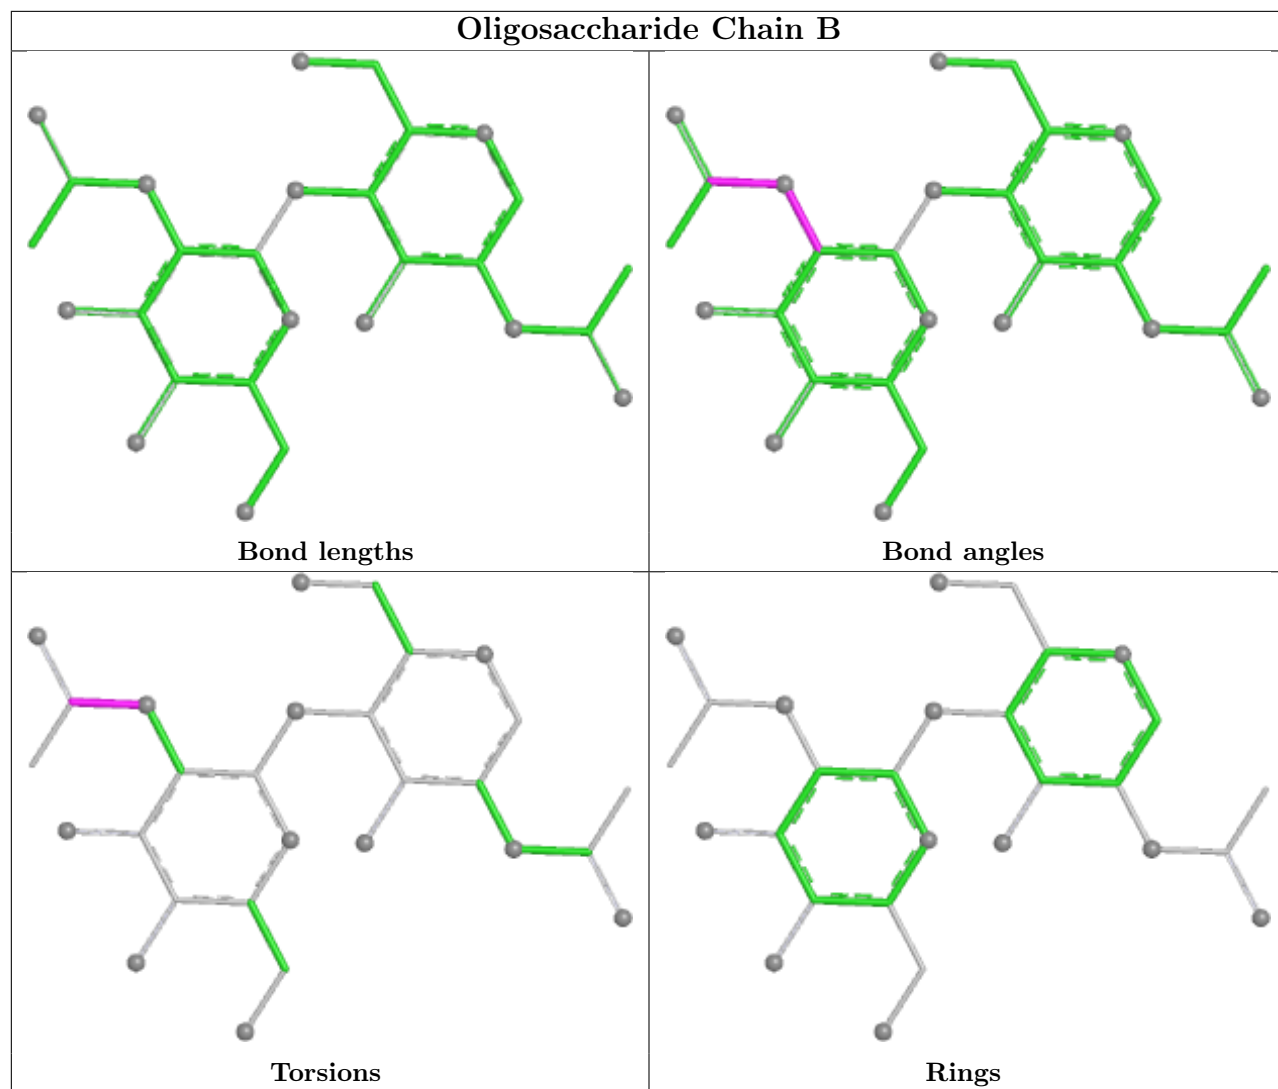 Oligosaccharide Chain B
Bond lengths
Bond angles
Torsions
Rings